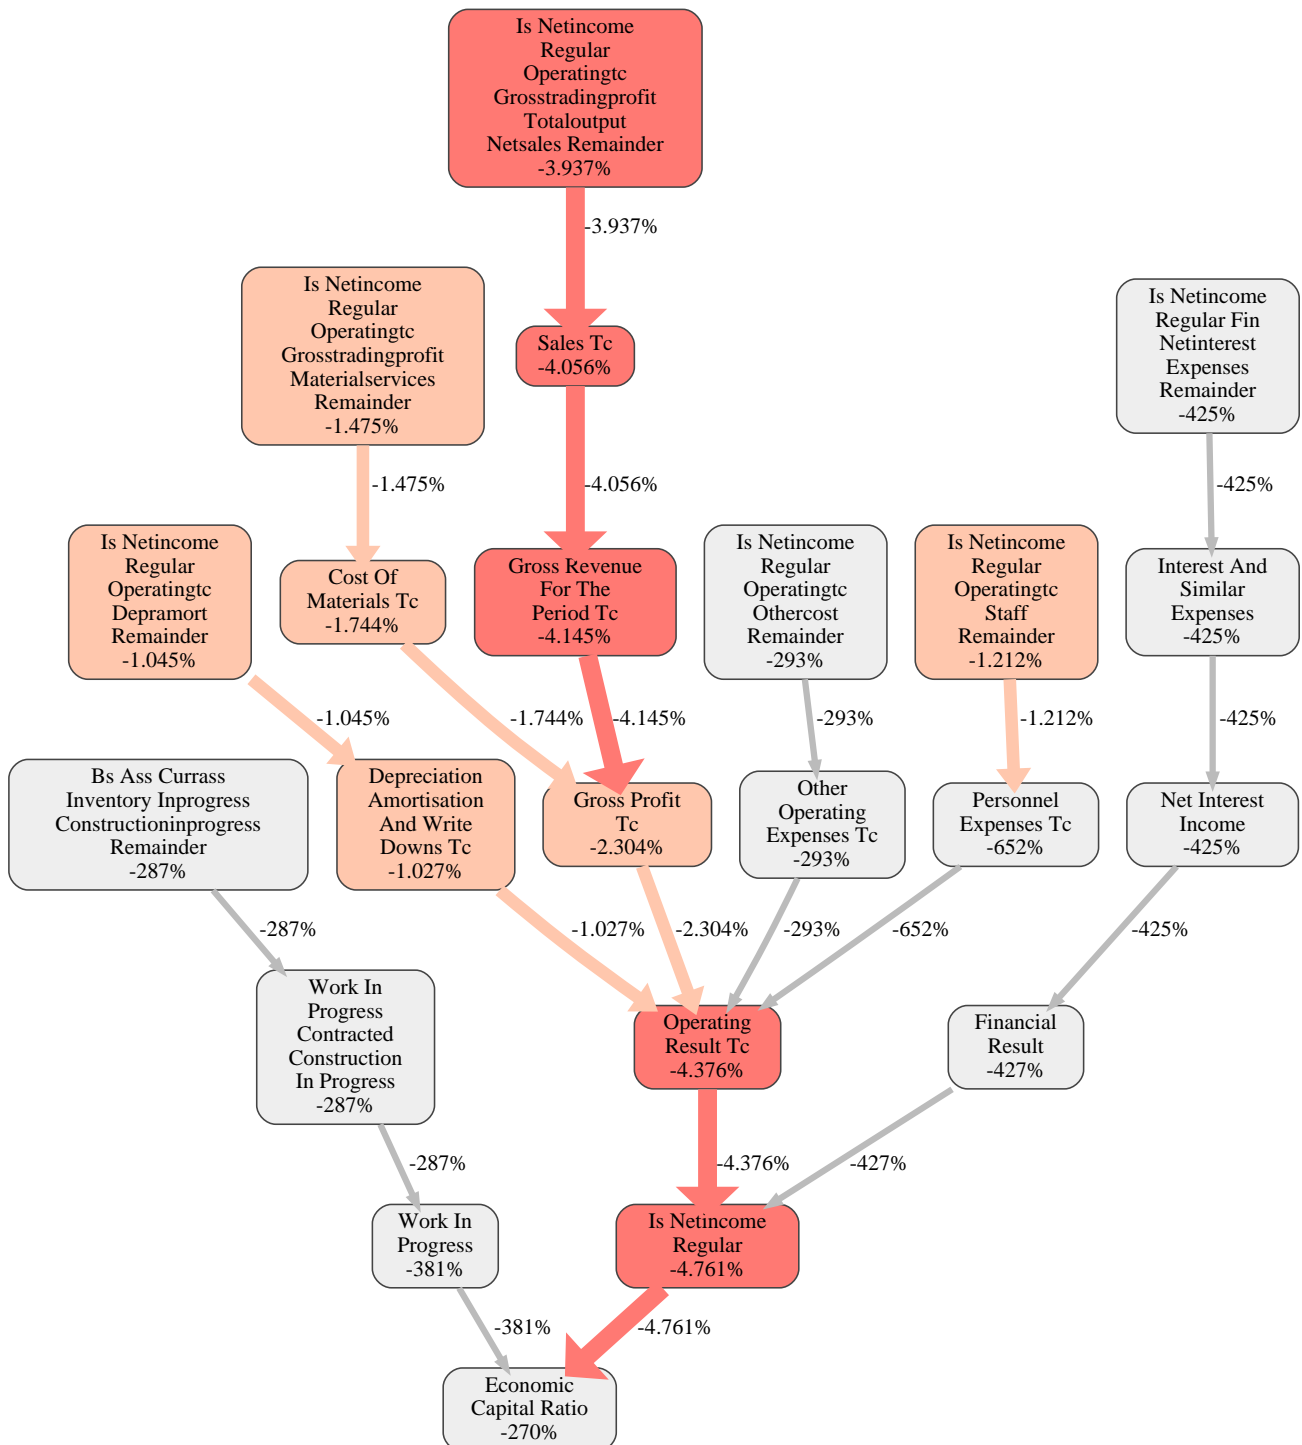 Is Netincome
Regular
Operatingtc
Grosstradingprofit
Totaloutput
Netsales Remainder
-3.937%
-3.937%
Is Netincome
Regular
Operatingtc
Grosstradingprofit
Materialservices
Remainder
-1.475%
Is Netincome
Regular Fin
Netinterest
Expenses
Remainder
-425%
Sales Tc
-4.056%
-1.475%
-4.056%
-425%
Is Netincome
Regular
Operatingtc
Depramort
Remainder
-1.045%
Cost Of
Materials Tc
-1.744%
Gross Revenue
For The
Period Tc
-4.145%
Is Netincome
Regular
Operatingtc
Othercost
Remainder
-293%
Is Netincome
Regular
Operatingtc
Staff
Remainder
-1.212%
Interest And
Similar
Expenses
-425%
-1.045%
-1.744%
-4.145%
-293%
-1.212%
-425%
Bs Ass Currass
Inventory Inprogress
Constructioninprogress
Remainder
-287%
Depreciation
Amortisation
And Write
Downs Tc
-1.027%
Gross Profit
Tc
-2.304%
Other
Operating
Expenses Tc
-293%
Personnel
Expenses Tc
-652%
Net Interest
Income
-425%
-287%
-1.027%
-2.304%
-293%
-652%
-425%
Work In
Progress
Contracted
Construction
In Progress
-287%
Operating
Result Tc
-4.376%
Financial
Result
-427%
-287%
-4.376%
-427%
Work In
Progress
-381%
Is Netincome
Regular
-4.761%
-381%
-4.761%
Economic
Capital Ratio
-270%